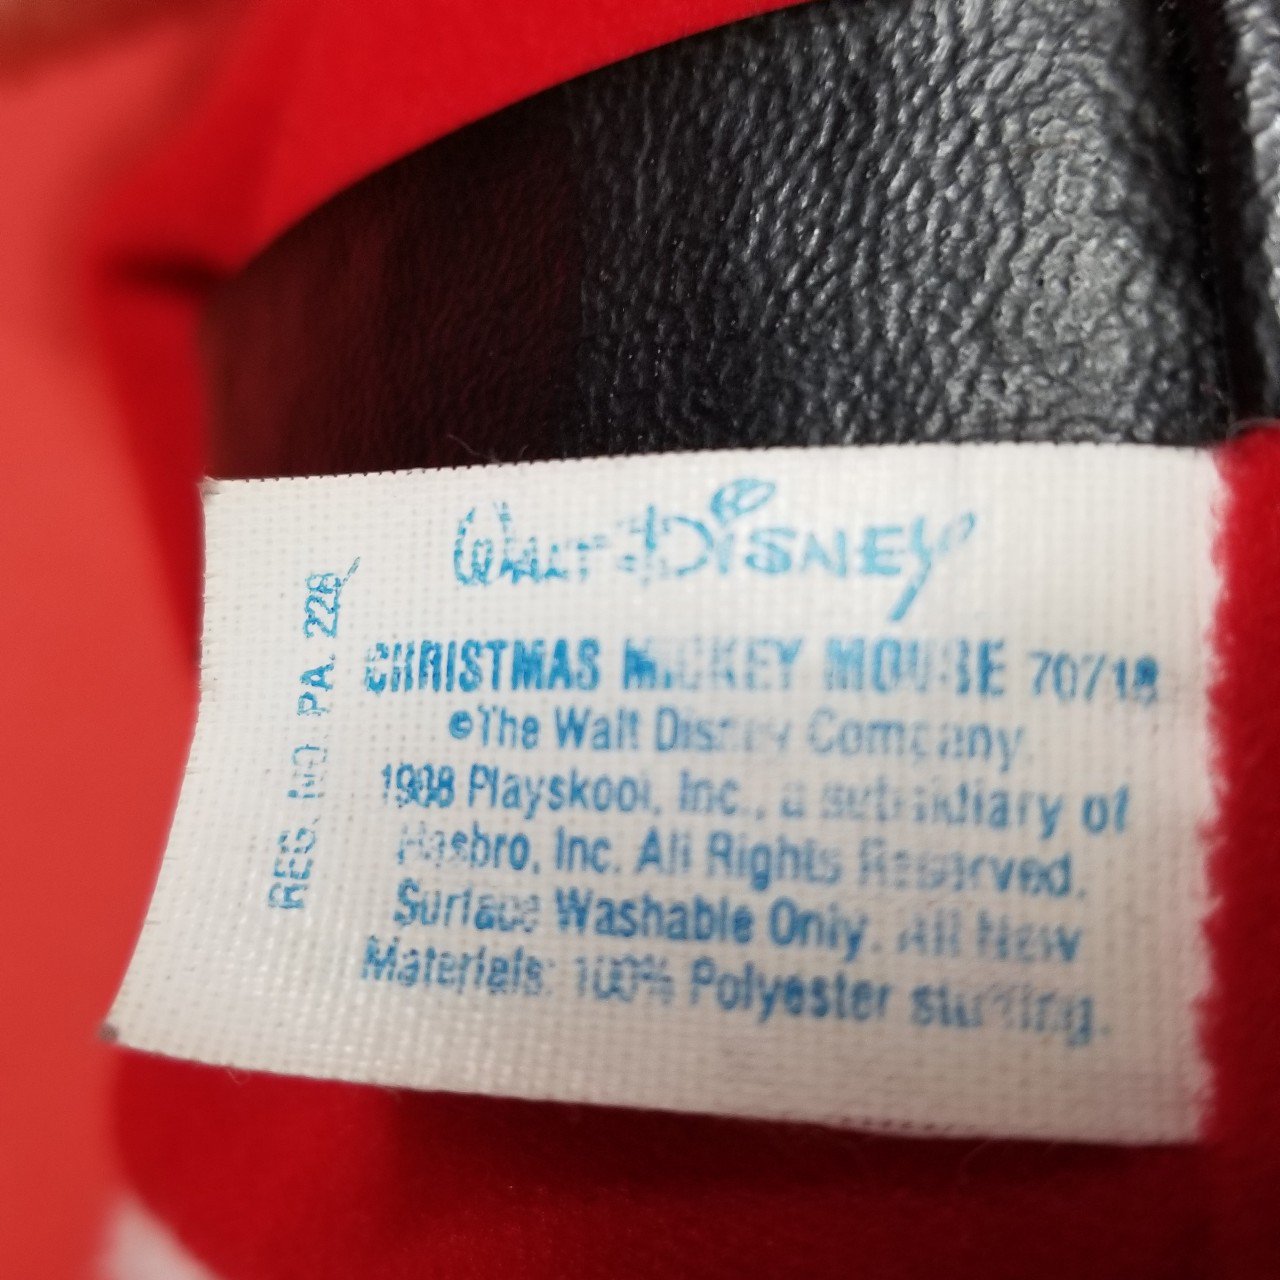 Walt Disney
CHRISTMAS MICKEY MOUSE 70718
©The Walt Disney Company.
1988 Playskool, Inc., a subsidiary of
Hasbro, Inc. All Rights Reserved.
Surface Washable Only. All New
Materials: 100% Polyester stuffing.
REG. NO. PA. 228